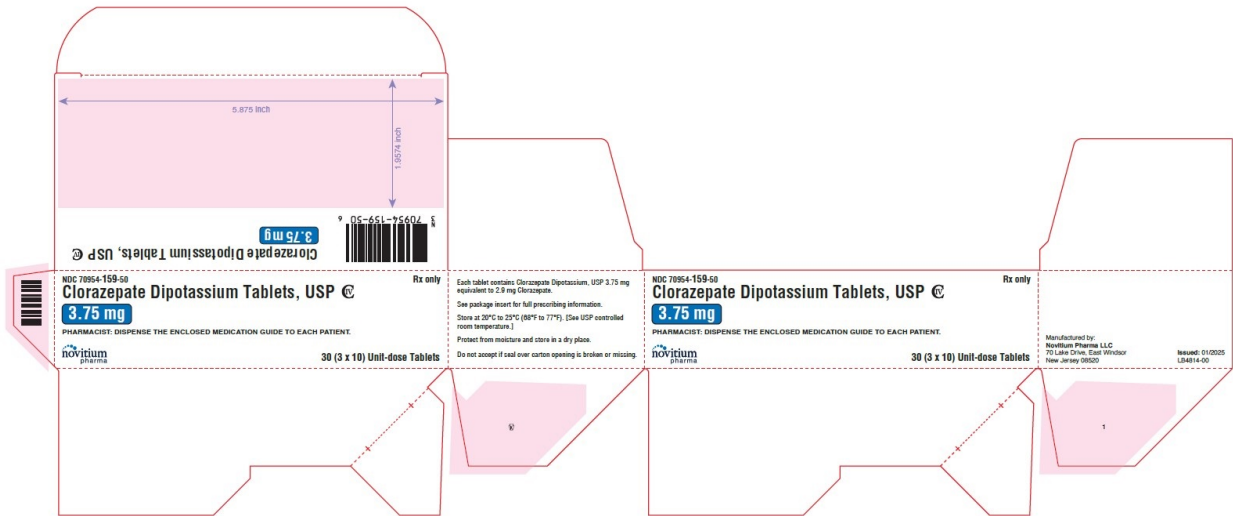 5.875 inch
1.9574 inch
N
3 70954-159-50 6
3.75 mg
Clorazepate Dipotassium Tablets, USP CIV
NDC 70954-159-50 Rx only
Clorazepate Dipotassium Tablets, USP CIV
3.75 mg
PHARMACIST: DISPENSE THE ENCLOSED MEDICATION GUIDE TO EACH PATIENT.
novitium
pharma
30 (3 x 10) Unit-dose Tablets
Each tablet contains Clorazepate Dipotassium, USP 3.75 mg
equivalent to 2.9 mg Clorazepate.
See package insert for full prescribing information.
Store at 20°C to 25°C (68°F to 77°F). [See USP controlled
room temperature.]
Protect from moisture and store in a dry place.
Do not accept if seal over carton opening is broken or missing.
NDC 70954-159-50 Rx only
Clorazepate Dipotassium Tablets, USP CIV
3.75 mg
PHARMACIST: DISPENSE THE ENCLOSED MEDICATION GUIDE TO EACH PATIENT.
novitium
pharma
30 (3 x 10) Unit-dose Tablets
Manufactured by:
Novitium Pharma LLC
70 Lake Drive, East Windsor
New Jersey 08520
Issued: 01/2025
LB4814-00
1